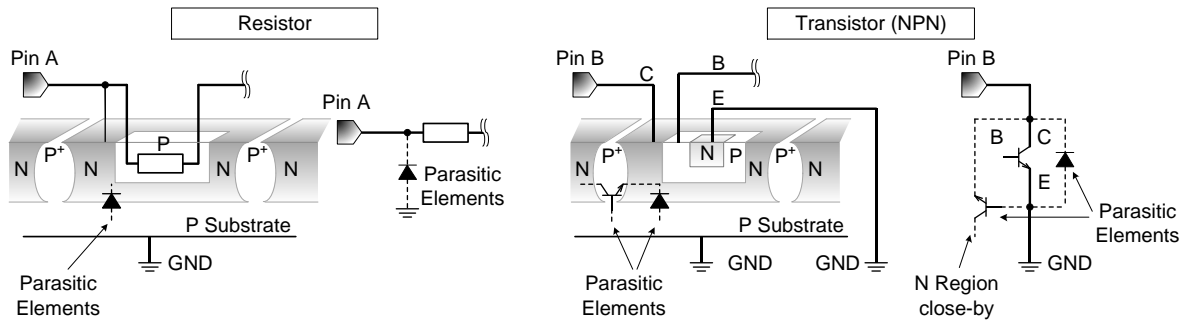 Resistor
Transistor (NPN)
Pin A
Pin B
Pin B
C
B
E
Pin A
N
P+
N
P
P+
N
N
P+
N
N
P
P+
N
B
C
E
Parasitic
Elements
P Substrate
P Substrate
Parasitic
Elements
GND
GND
GND
GND
Parasitic
Elements
Parasitic
Elements
N Region
close-by